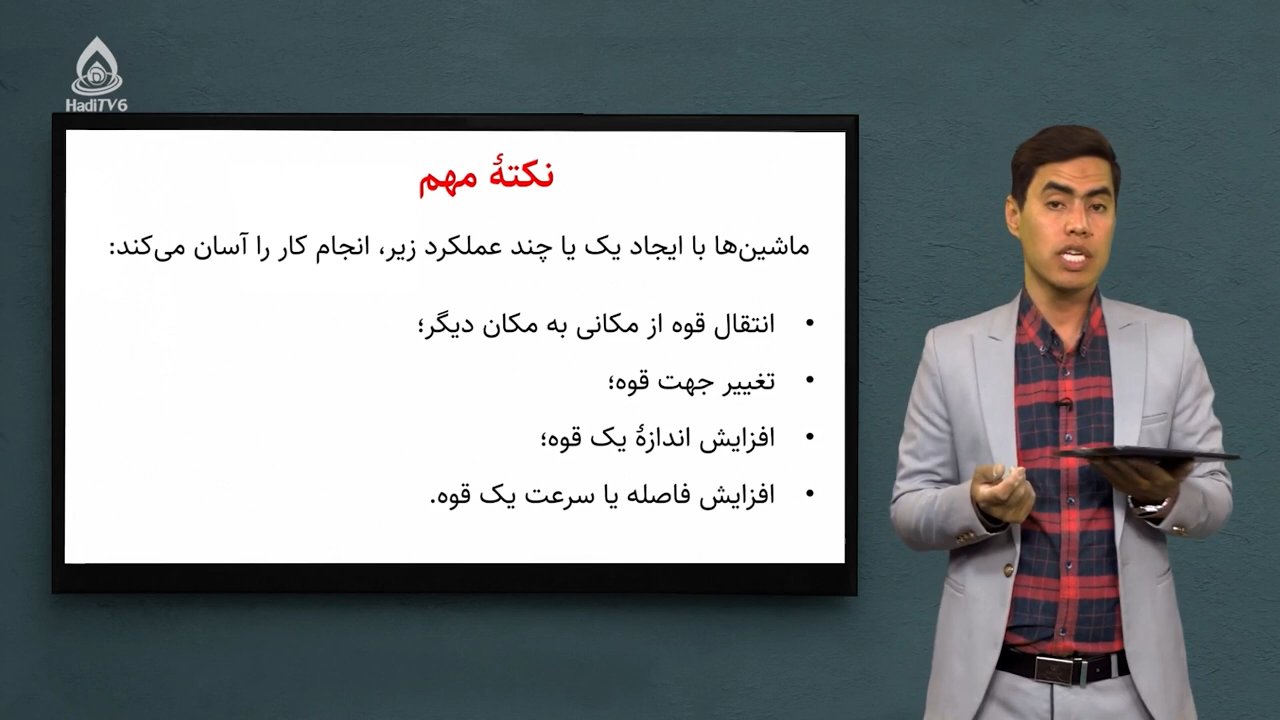 HadiTV6
نکتهٔ مهم
ماشین‌ها با ایجاد یک یا چند عملکرد زیر، انجام کار را آسان می‌کند:
• انتقال قوه از مکانی به مکان دیگر؛
• تغییر جهت قوه؛
• افزایش اندازهٔ یک قوه؛
• افزایش فاصله یا سرعت یک قوه.